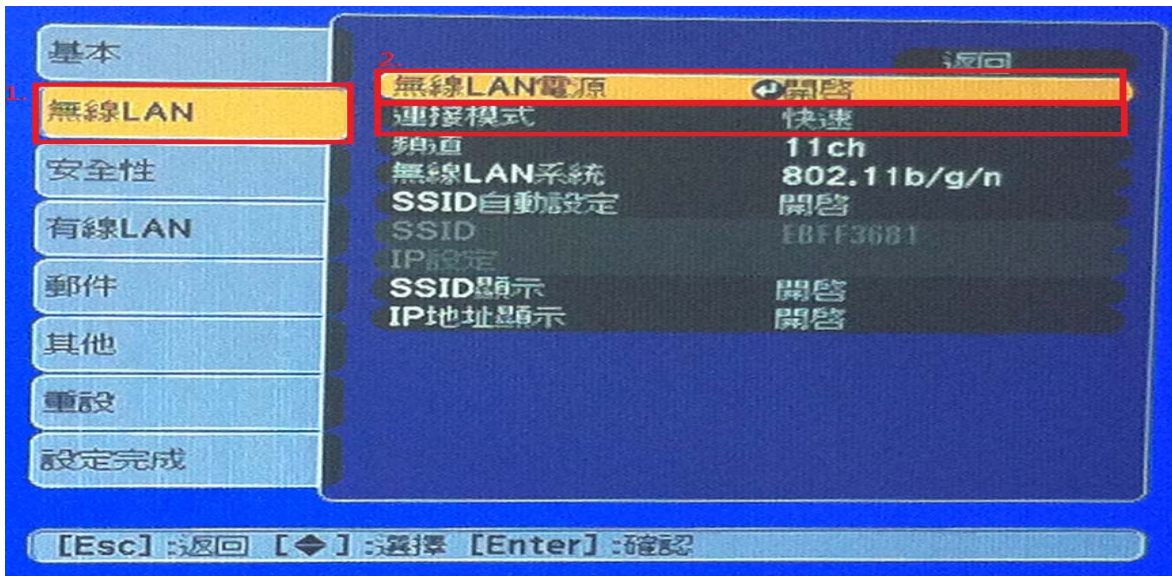 基本
1.
無線LAN
安全性
有線LAN
郵件
其他
重設
設定完成
2.
返回
無線LAN電源 開啓
連接模式 快速
頻道 11ch
無線LAN系統 802.11b/g/n
SSID自動設定 開啓
SSID EBFF3681
IP設定
SSID顯示 開啓
IP地址顯示 開啓
[Esc] :返回 [◆] :選擇 [Enter] :確認